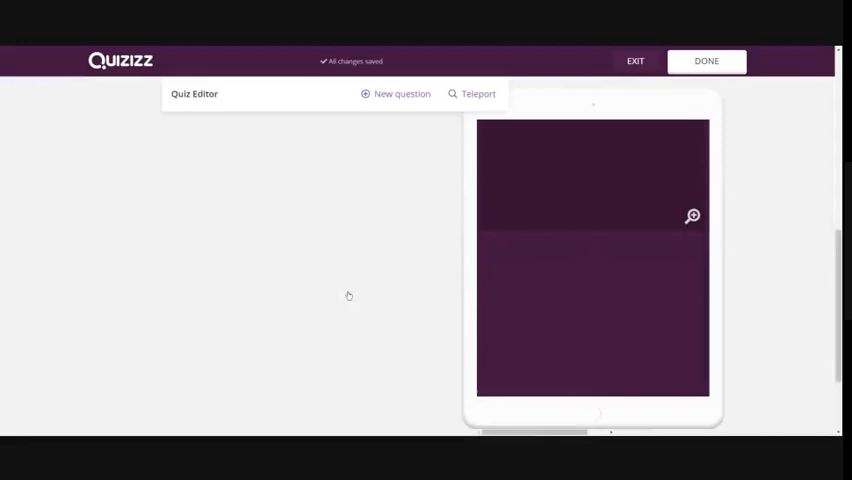 QUIZIZZ
All changes saved
EXIT
DONE
Quiz Editor
New question
Teleport